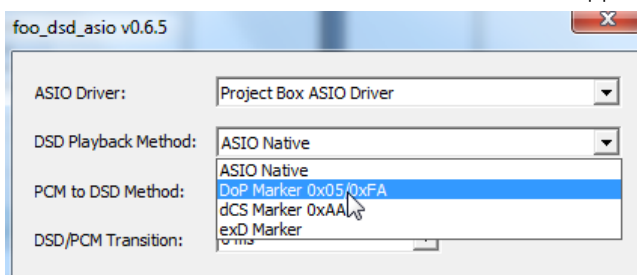 foo_dsd_asio v0.6.5
ASIO Driver: Project Box ASIO Driver
DSD Playback Method: ASIO Native
ASIO Native
PCM to DSD Method: DoP Marker 0x05/0xFA
dCS Marker 0xAA
exD Marker
DSD/PCM Transition: